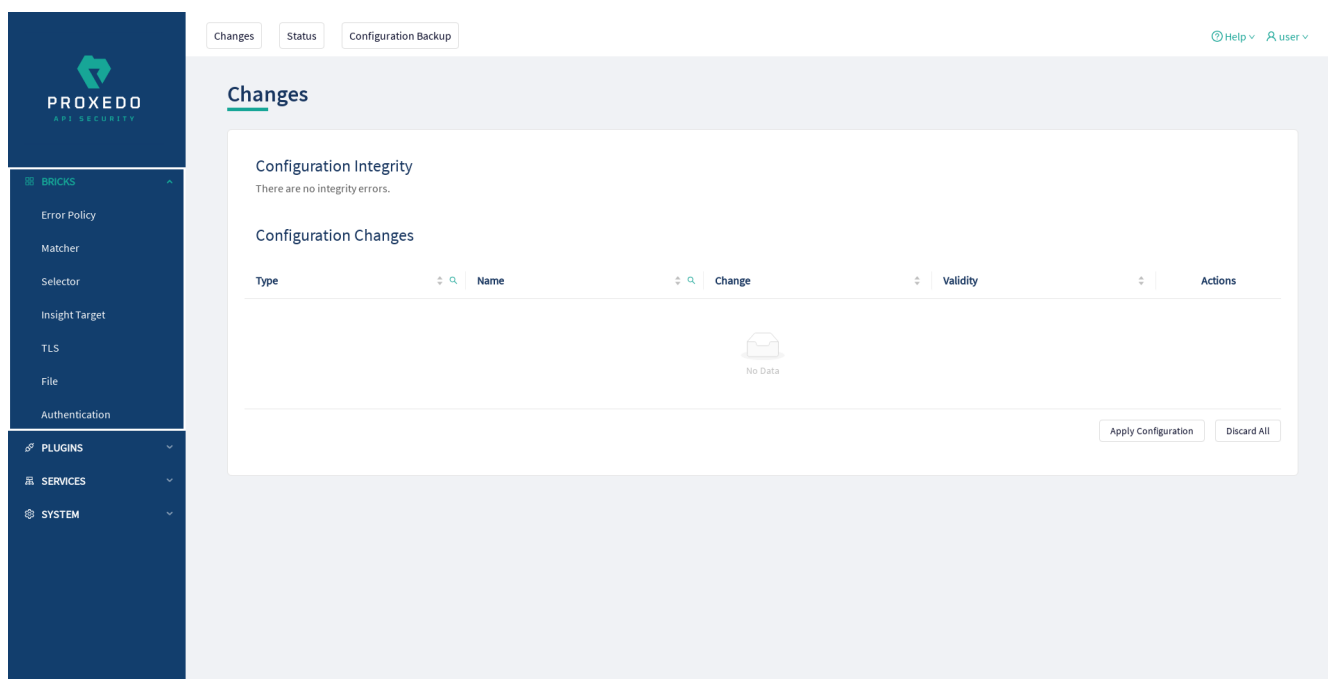 Changes Status Configuration Backup Help user
PROXEDO
API SECURITY
Changes
BRICKS
Error Policy
Matcher
Selector
Insight Target
TLS
File
Authentication
PLUGINS
SERVICES
SYSTEM
Configuration Integrity
There are no integrity errors.
Configuration Changes
Type Name Change Validity Actions
No Data
Apply Configuration Discard All